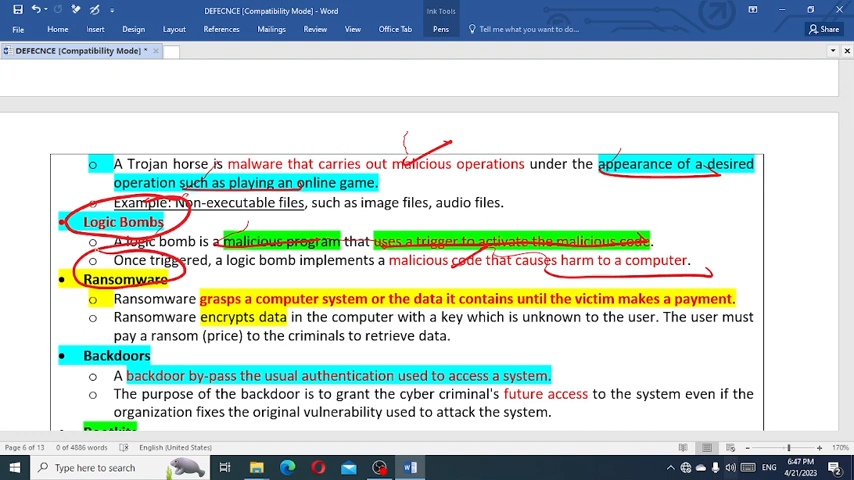 DEFECNCE [Compatibility Mode] - Word
Ink Tools
File Home Insert Design Layout References Mailings Review View Office Tab Pens Tell me what you want to do... Share
DEFECNCE [Compatibility Mode] *
o A Trojan horse is malware that carries out malicious operations under the appearance of a desired
operation such as playing an online game.
o Example: Non-executable files, such as image files, audio files.
• Logic Bombs
o A logic bomb is a malicious program that uses a trigger to activate the malicious code.
o Once triggered, a logic bomb implements a malicious code that causes harm to a computer.
• Ransomware
o Ransomware grasps a computer system or the data it contains until the victim makes a payment.
o Ransomware encrypts data in the computer with a key which is unknown to the user. The user must
pay a ransom (price) to the criminals to retrieve data.
• Backdoors
o A backdoor by-pass the usual authentication used to access a system.
o The purpose of the backdoor is to grant the cyber criminal's future access to the system even if the
organization fixes the original vulnerability used to attack the system.
• Rootkits
Page 6 of 13 0 of 4896 words English (United States) 170%
Type here to search
ENG 6:47 PM
4/21/2023
2